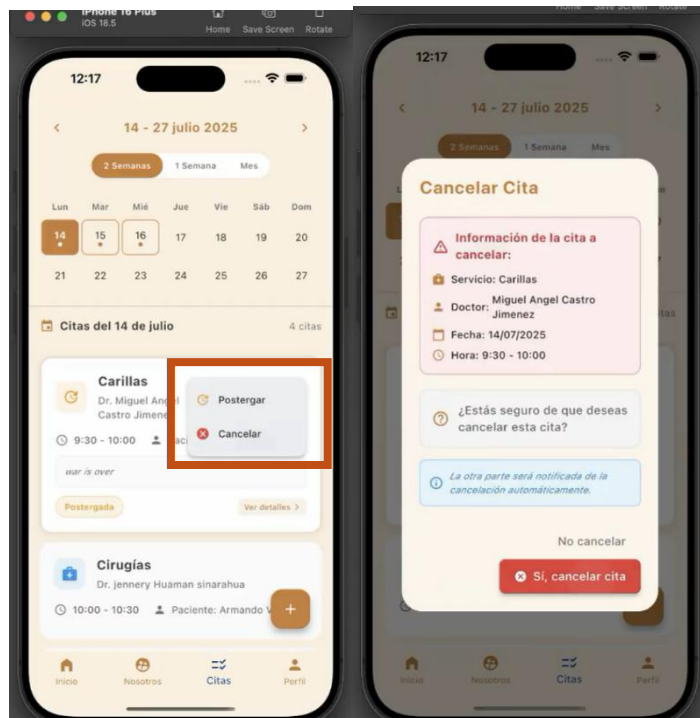 iPhone 16 Plus
iOS 18.5
Home Save Screen Rotate
12:17
14 - 27 julio 2025
2 Semanas 1 Semana Mes
Lun Mar Mié Jue Vie Sáb Dom
14 15 16 17 18 19 20
21 22 23 24 25 26 27
Citas del 14 de julio 4 citas
Carillas
Dr. Miguel Angel
Castro Jimene
9:30 - 10:00 Paci
Postergar
Cancelar
war is over
Postergada Ver detalles >
Cirugías
Dr. jennery Huaman sinarahua
10:00 - 10:30 Paciente: Armando V
+
Inicio Nosotros Citas Perfil
Home Save Screen Rotate
12:17
14 - 27 julio 2025
2 Semanas 1 Semana Mes
Cancelar Cita
Información de la cita a
cancelar:
Servicio: Carillas
Doctor: Miguel Angel Castro
Jimenez
Fecha: 14/07/2025
Hora: 9:30 - 10:00
¿Estás seguro de que deseas
cancelar esta cita?
La otra parte será notificada de la
cancelación automáticamente.
No cancelar
Sí, cancelar cita
Inicio Nosotros Citas Perfil